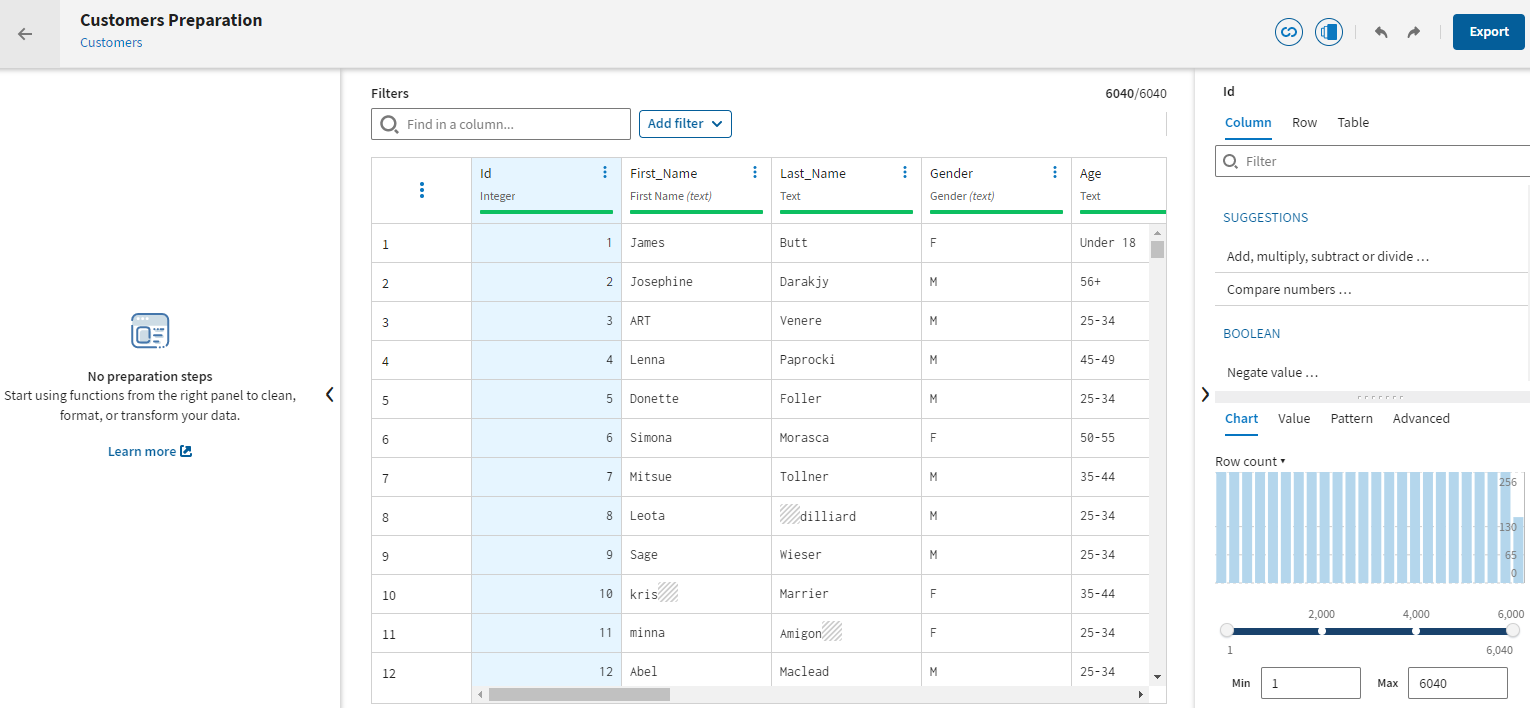 Customers Preparation
Customers
Export
No preparation steps
Start using functions from the right panel to clean,
format, or transform your data.
Learn more
Filters
6040/6040
Find in a column...
Add filter
Id First_Name Last_Name Gender Age
Integer First Name (text) Text Gender (text) Text
1 1 James Butt F Under 18
2 2 Josephine Darakjy M 56+
3 3 ART Venere M 25-34
4 4 Lenna Paprocki M 45-49
5 5 Donette Foller M 25-34
6 6 Simona Morasca F 50-55
7 7 Mitsue Tollner M 35-44
8 8 Leota dilliard M 25-34
9 9 Sage Wieser M 25-34
10 10 kris Marrier F 35-44
11 11 minna Amigon F 25-34
12 12 Abel Maclead M 25-34
Id
Column Row Table
Filter
SUGGESTIONS
Add, multiply, subtract or divide ...
Compare numbers ...
BOOLEAN
Negate value ...
Chart Value Pattern Advanced
Row count
256
130
65
0
2,000 4,000 6,000
1 6,040
Min 1 Max 6040